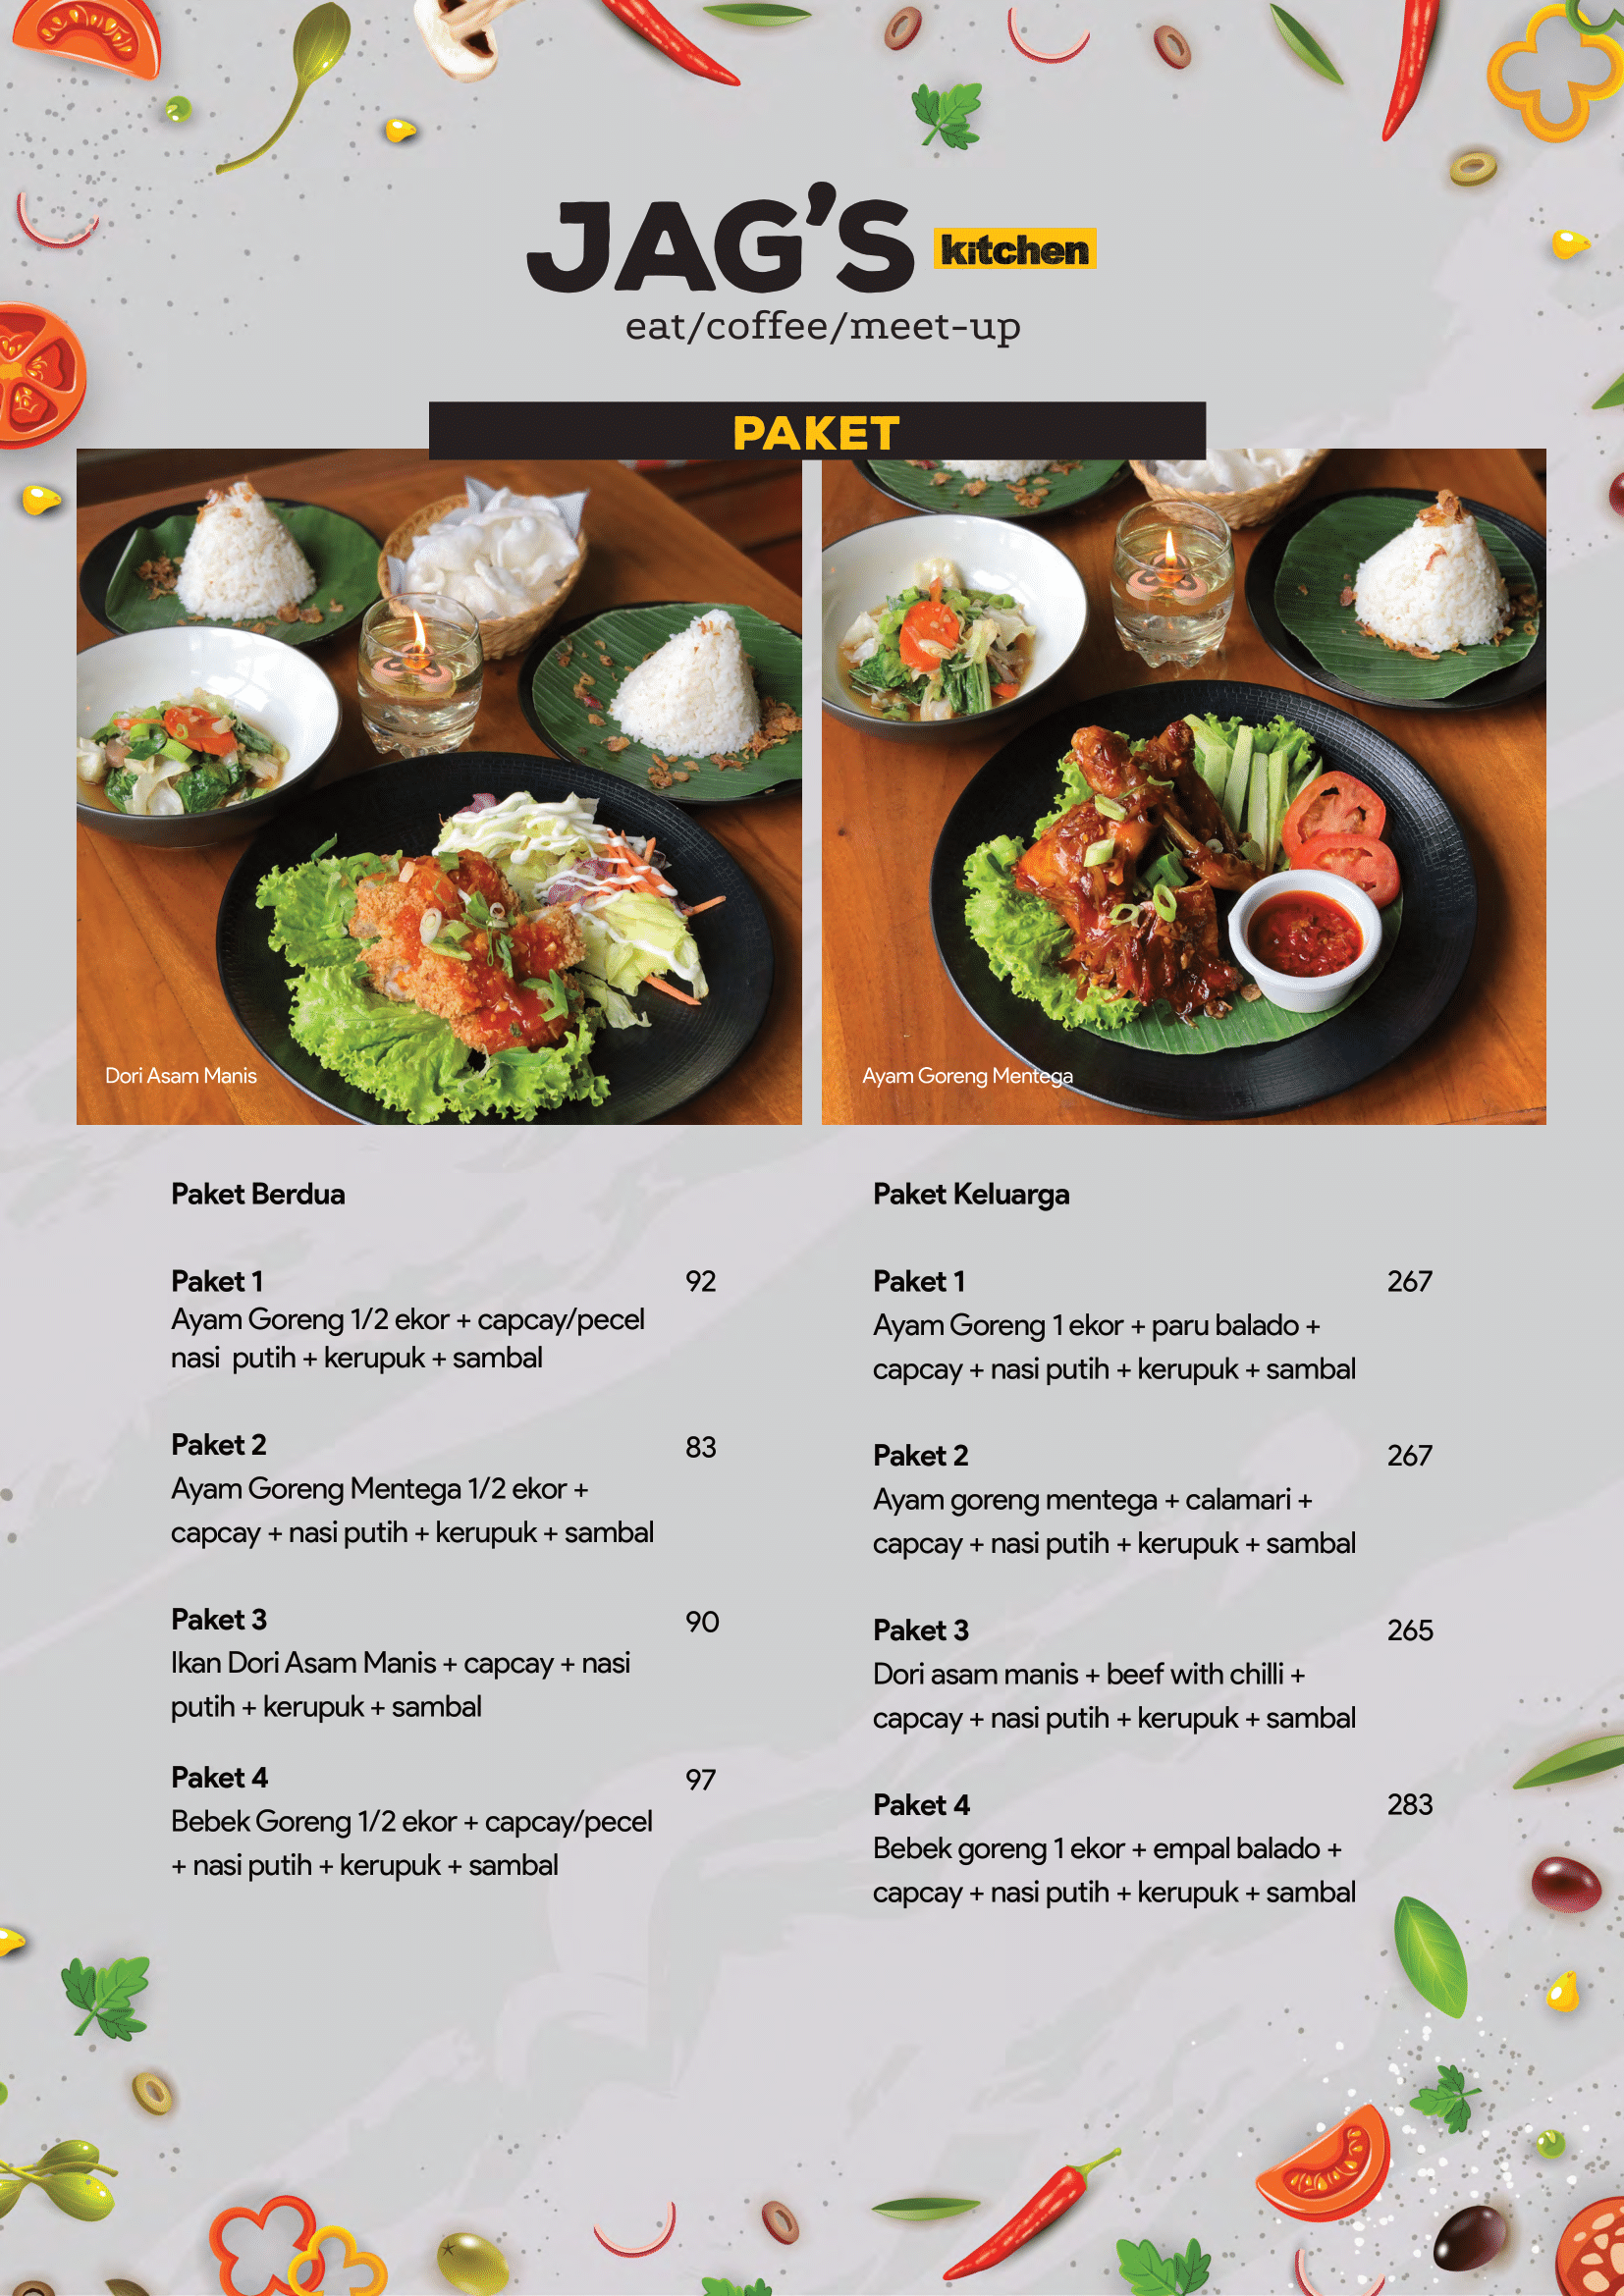 JAG'S kitchen
eat/coffee/meet-up
PAKET
Dori Asam Manis
Ayam Goreng Mentega
Paket Berdua
Paket 1 92
Ayam Goreng 1/2 ekor + capcay/pecel
nasi putih + kerupuk + sambal
Paket 2 83
Ayam Goreng Mentega 1/2 ekor +
capcay + nasi putih + kerupuk + sambal
Paket 3 90
Ikan Dori Asam Manis + capcay + nasi
putih + kerupuk + sambal
Paket 4 97
Bebek Goreng 1/2 ekor + capcay/pecel
+ nasi putih + kerupuk + sambal
Paket Keluarga
Paket 1 267
Ayam Goreng 1 ekor + paru balado +
capcay + nasi putih + kerupuk + sambal
Paket 2 267
Ayam goreng mentega + calamari +
capcay + nasi putih + kerupuk + sambal
Paket 3 265
Dori asam manis + beef with chilli +
capcay + nasi putih + kerupuk + sambal
Paket 4 283
Bebek goreng 1 ekor + empal balado +
capcay + nasi putih + kerupuk + sambal